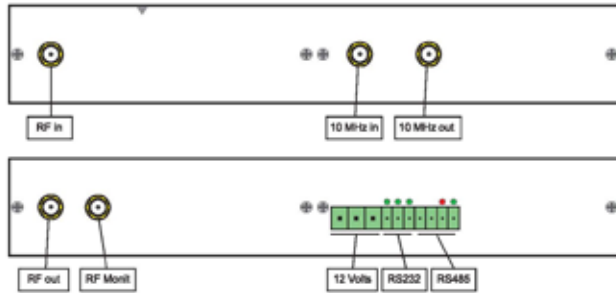 RF in
10 MHz in
10 MHz out
RF out
RF Monit
12 Volts
RS232
RS485